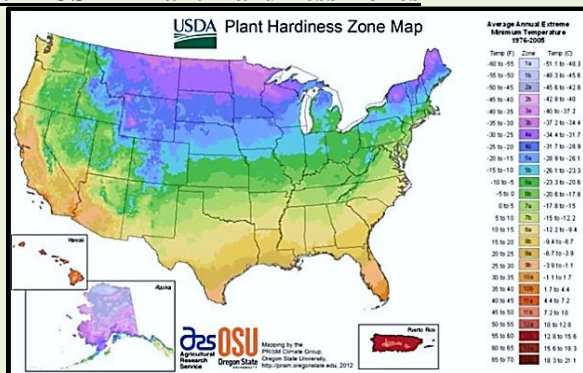 USDA Plant Hardiness Zone Map
Average Annual Extreme
Minimum Temperature
1976-2005
Temp (F) Zone Temp (C)
-60 to -55 1a -51.1 to -48.3
-55 to -50 1b -48.3 to -45.6
-50 to -45 2a -45.6 to -42.8
-45 to -40 2b -42.8 to -40
-40 to -35 3a -40 to -37.2
-35 to -30 3b -37.2 to -34.4
-30 to -25 4a -34.4 to -31.7
-25 to -20 4b -31.7 to -28.9
-20 to -15 5a -28.9 to -26.1
-15 to -10 5b -26.1 to -23.3
-10 to -5 6a -23.3 to -20.6
-5 to 0 6b -20.6 to -17.8
0 to 5 7a -17.8 to -15
5 to 10 7b -15 to -12.2
10 to 15 8a -12.2 to -9.4
15 to 20 8b -9.4 to -6.7
20 to 25 9a -6.7 to -3.9
25 to 30 9b -3.9 to -1.1
30 to 35 10a -1.1 to 1.7
35 to 40 10b 1.7 to 4.4
40 to 45 11a 4.4 to 7.2
45 to 50 11b 7.2 to 10
50 to 55 12a 10 to 12.8
55 to 60 12.8 to 15.6
60 to 65 15.6 to 18.3
65 to 70 18.3 to 21.1
Hawaii
Alaska
Puerto Rico
ars
Agricultural
Research
Service
OSU
Oregon State
University
Mapping by the
PRISM Climate Group,
Oregon State University,
http://prism.oregonstate.edu, 2012